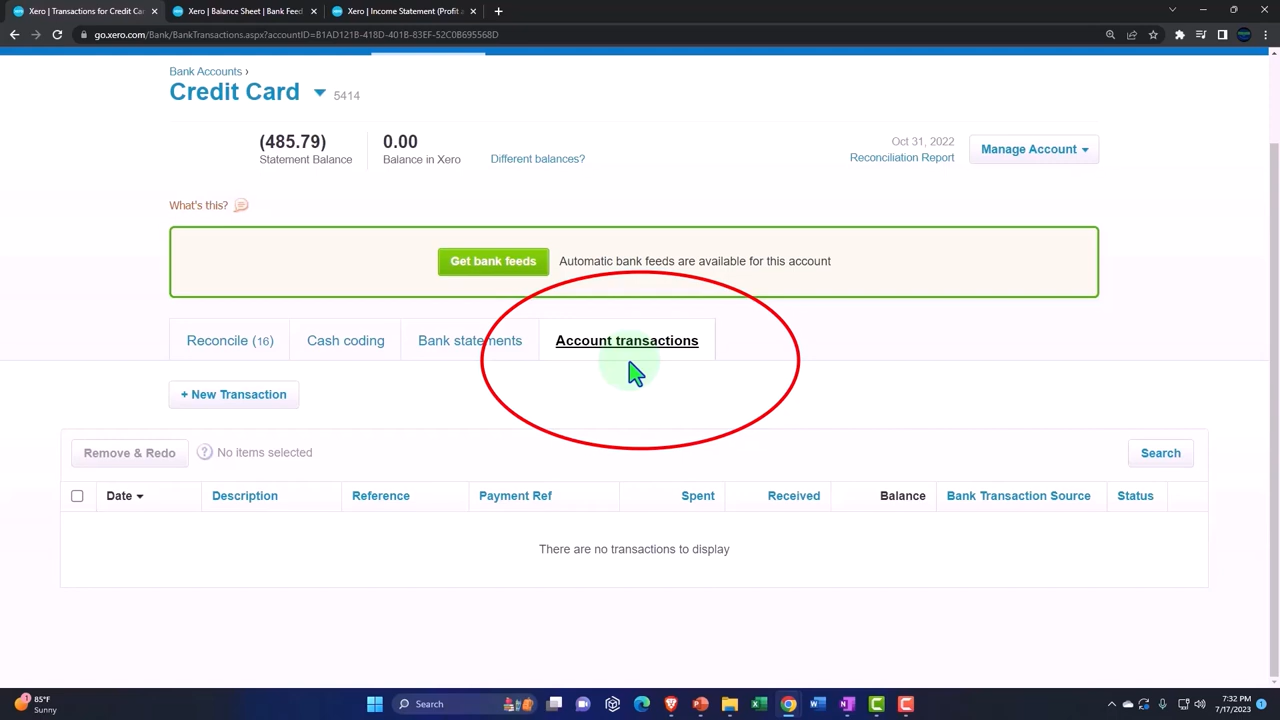 Xero | Transactions for Credit Car
Xero | Balance Sheet | Bank Feed
Xero | Income Statement (Profit a
go.xero.com/Bank/BankTransactions.aspx?accountID=B1AD121B-418D-401B-83EF-52C0B695568D
Bank Accounts ›
Credit Card 5414
(485.79) 0.00 Oct 31, 2022
Statement Balance Balance in Xero Different balances? Reconciliation Report Manage Account
What's this?
Get bank feeds Automatic bank feeds are available for this account
Reconcile (16) Cash coding Bank statements Account transactions
+ New Transaction
Remove & Redo ? No items selected Search
Date Description Reference Payment Ref Spent Received Balance Bank Transaction Source Status
There are no transactions to display
85°F
Sunny
Search
7:32 PM
7/17/2023